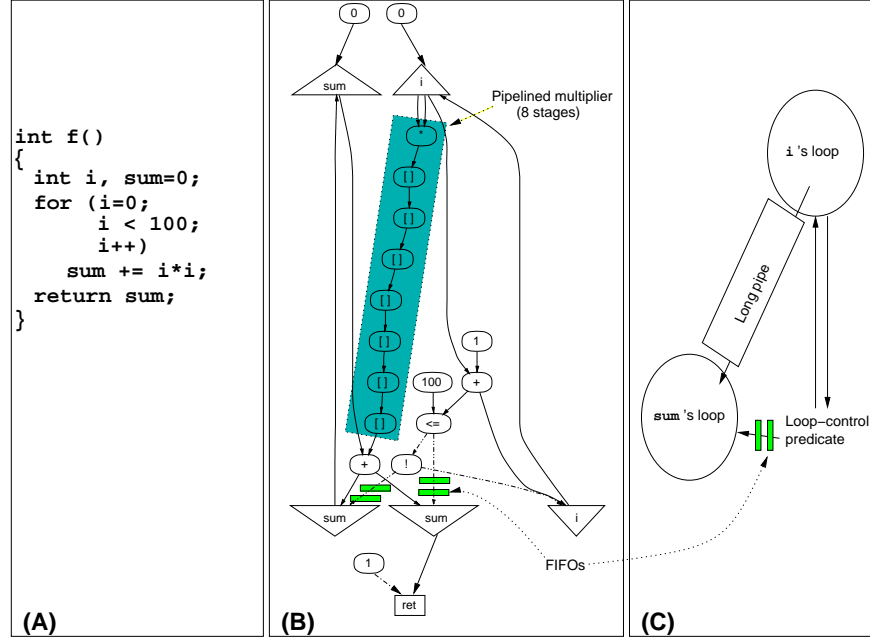 int f()
{
int i, sum=0;
for (i=0;
i < 100;
i++)
sum += i*i;
return sum;
}
(A)
0
0
sum
i
Pipelined multiplier
(8 stages)
*
[ ]
[ ]
[ ]
[ ]
[ ]
[ ]
[ ]
1
100
+
<=
+
!
sum
sum
i
1
FIFOs
ret
(B)
i 's loop
Long pipe
sum 's loop
Loop−control
predicate
(C)